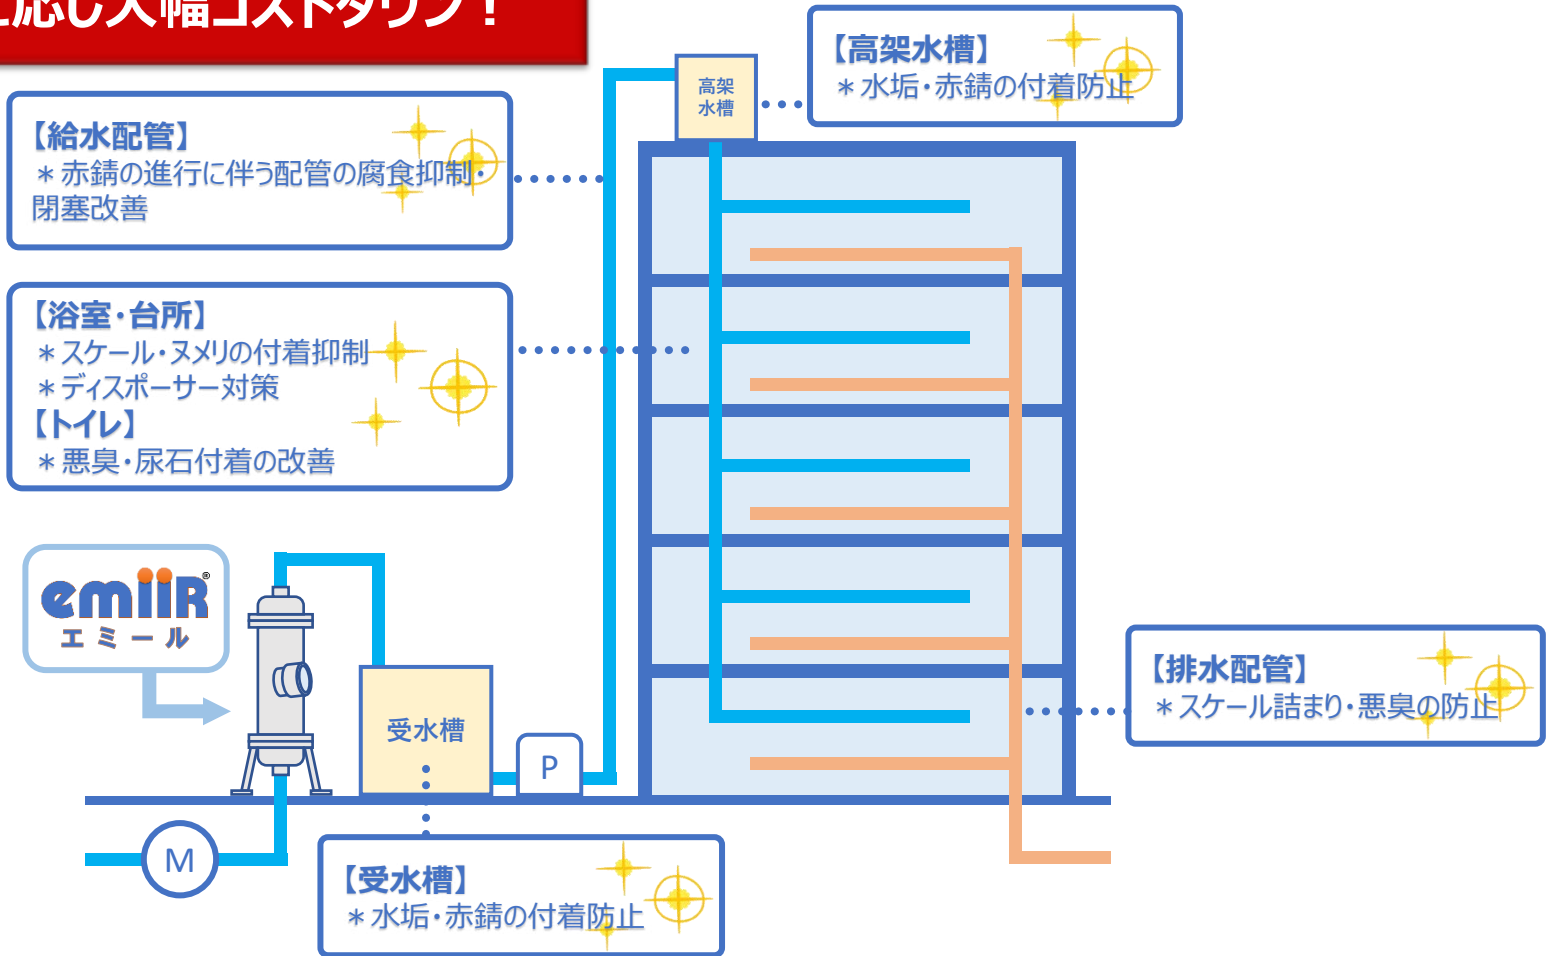 に応じ大幅コストダウン！
【高架水槽】
＊水垢・赤錆の付着防止
高架
水槽
【給水配管】
＊赤錆の進行に伴う配管の腐食抑制・
閉塞改善
【浴室・台所】
＊スケール・ヌメリの付着抑制
＊ディスポーサー対策
【トイレ】
＊悪臭・尿石付着の改善
emiiR®
エミール
受水槽
P
M
【排水配管】
＊スケール詰まり・悪臭の防止
【受水槽】
＊水垢・赤錆の付着防止